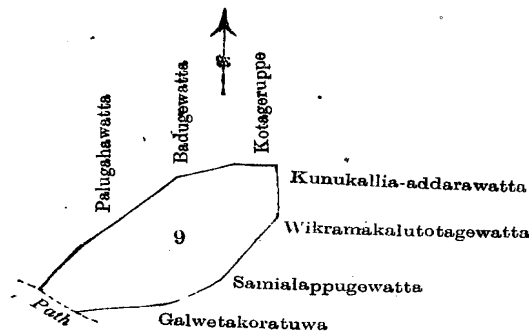 Palugahawatta
Badugewatta
Kotageruppe
Kunukallia-addarawatta
9
Wikramakalutotagewatta
Samialappugewatta
Path
Galwetakoratuwa